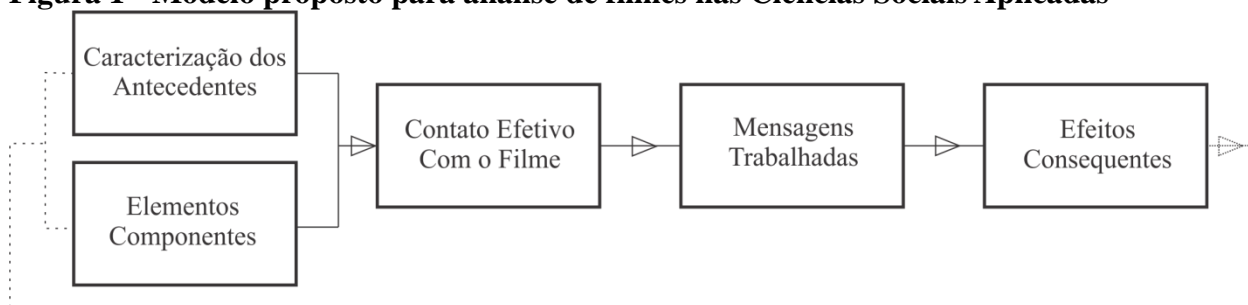 Figura 1 - Modelo proposto para análise de filmes nas Ciências Sociais Aplicadas
Caracterização dos
Antecedentes
Elementos
Componentes
Contato Efetivo
Com o Filme
Mensagens
Trabalhadas
Efeitos
Consequentes